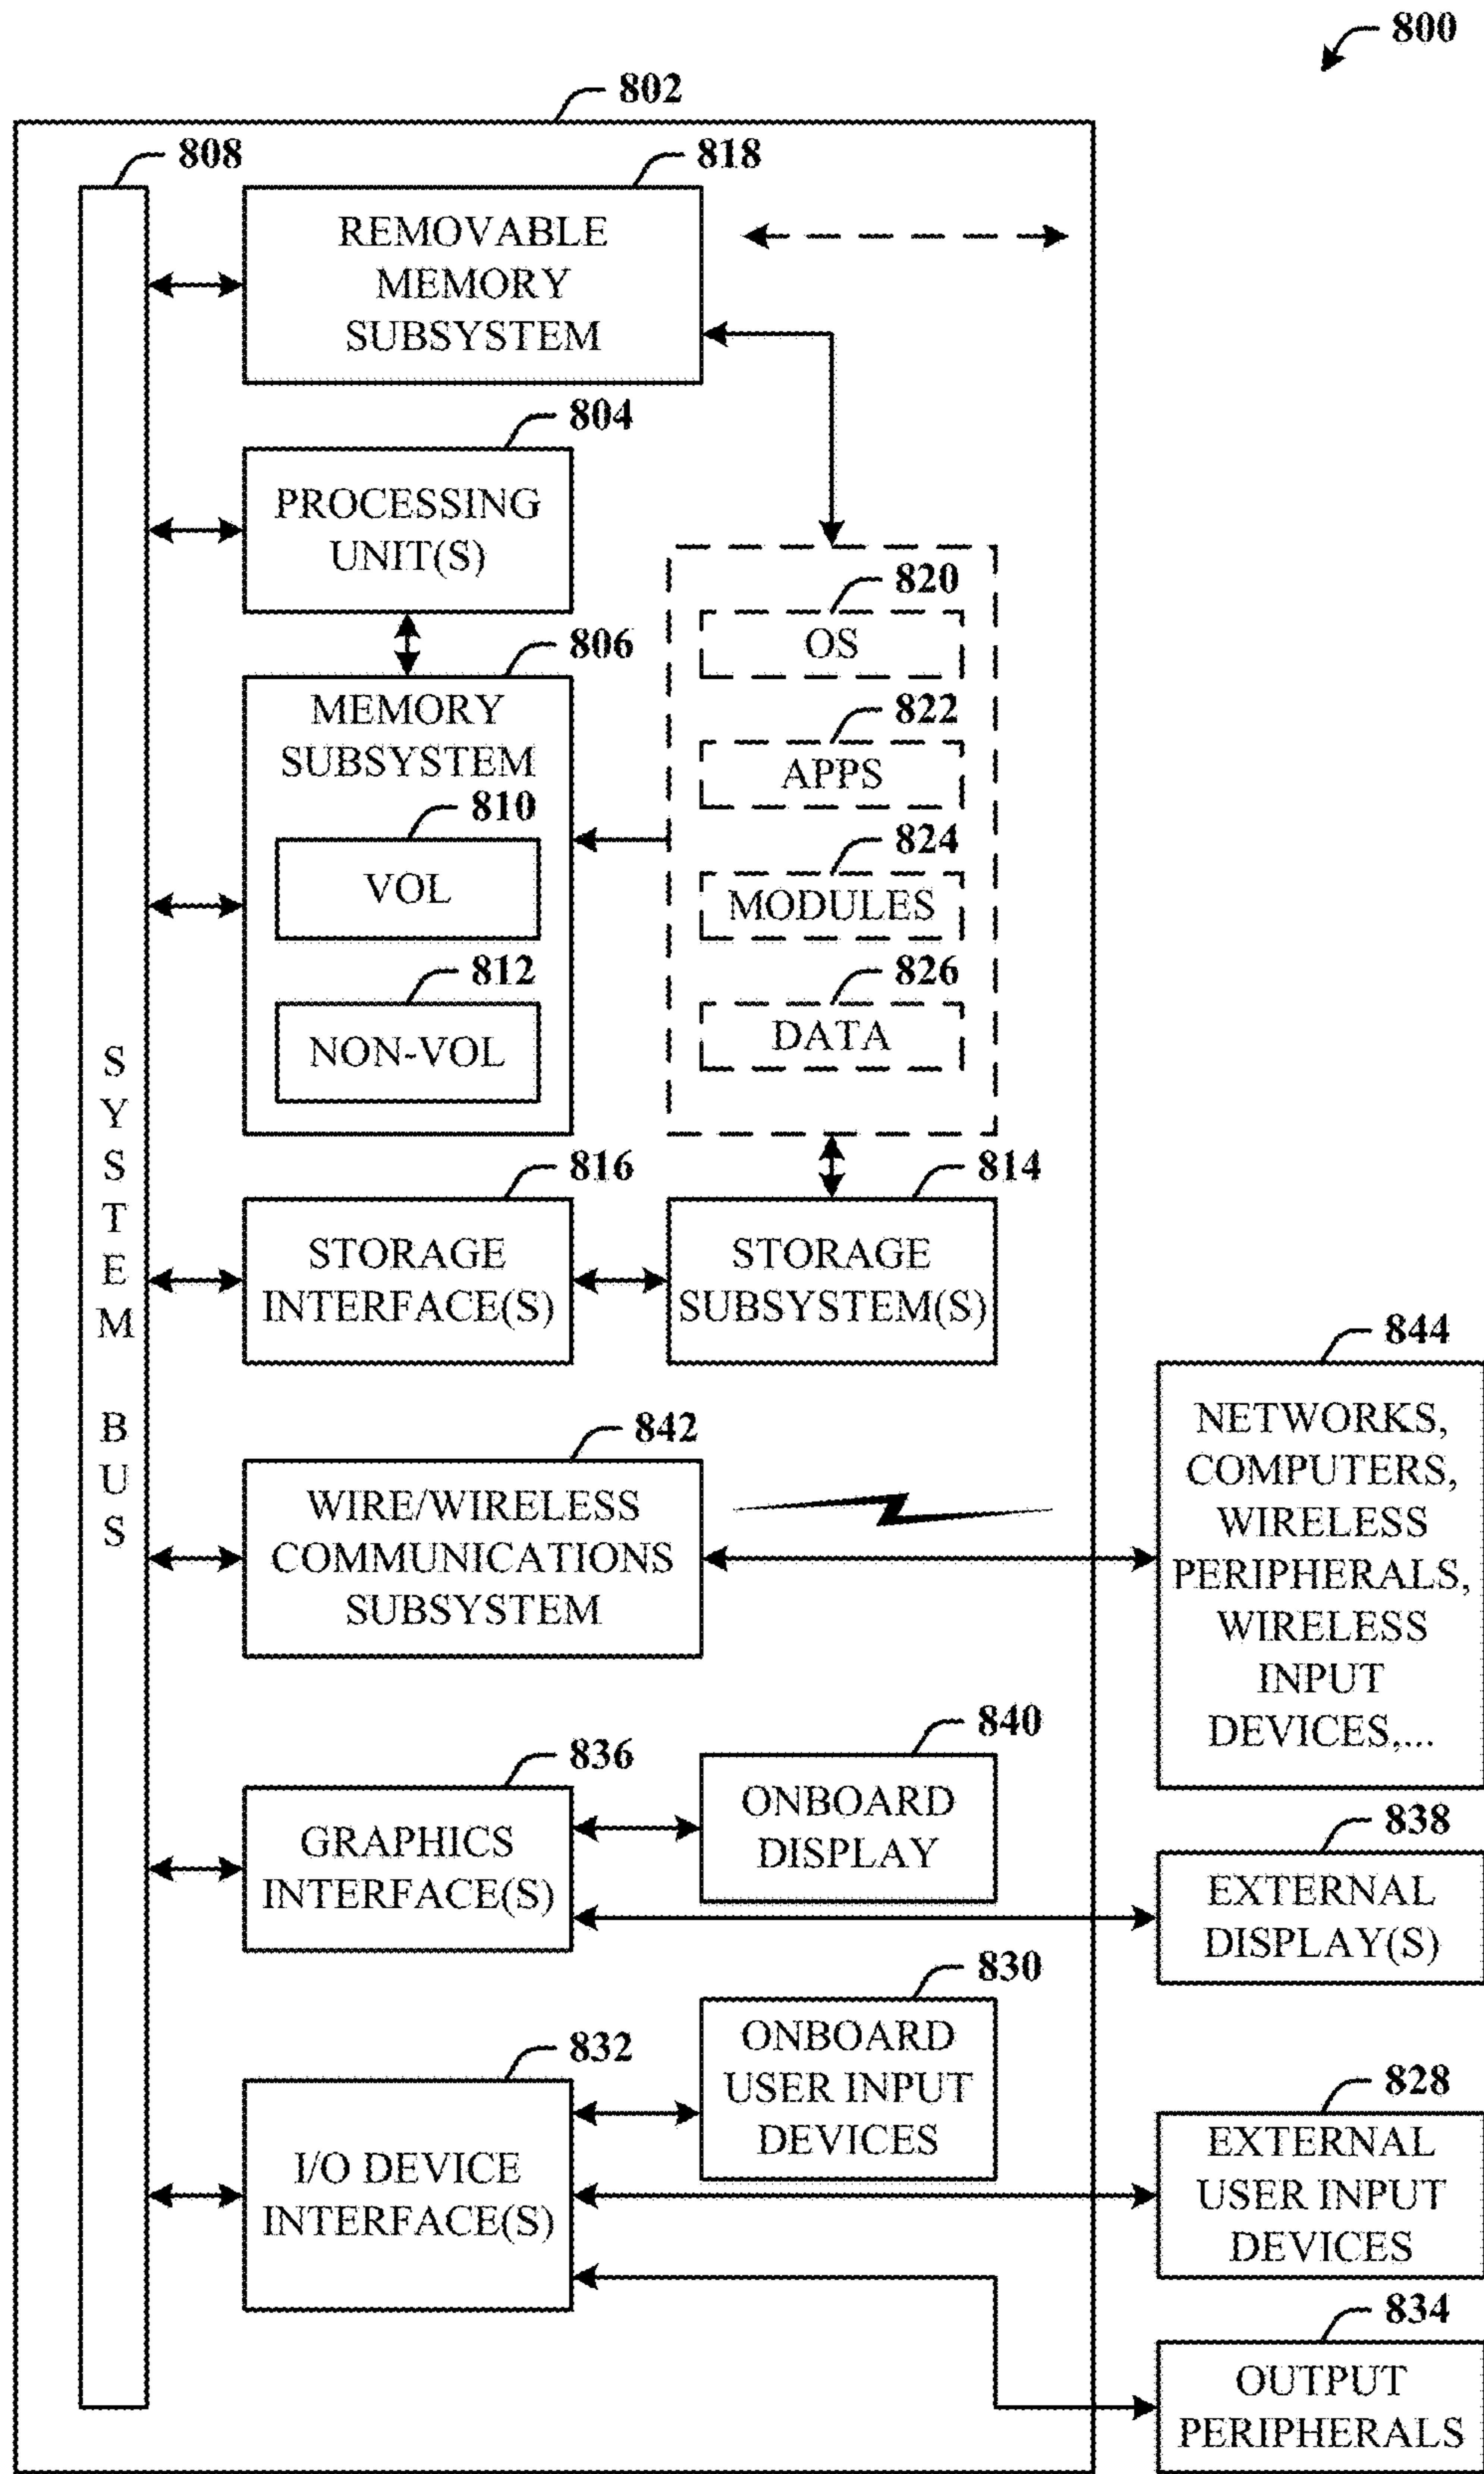 800
802
808
818
REMOVABLE
MEMORY
SUBSYSTEM
804
PROCESSING
UNIT(S)
806
MEMORY
SUBSYSTEM
810
VOL
812
NON-VOL
820
OS
822
APPS
824
MODULES
826
DATA
SYSTEM BUS
816
STORAGE
INTERFACE(S)
814
STORAGE
SUBSYSTEM(S)
842
WIRE/WIRELESS
COMMUNICATIONS
SUBSYSTEM
844
NETWORKS,
COMPUTERS,
WIRELESS
PERIPHERALS,
WIRELESS
INPUT
DEVICES,...
836
GRAPHICS
INTERFACE(S)
840
ONBOARD
DISPLAY
838
EXTERNAL
DISPLAY(S)
832
I/O DEVICE
INTERFACE(S)
830
ONBOARD
USER INPUT
DEVICES
828
EXTERNAL
USER INPUT
DEVICES
834
OUTPUT
PERIPHERALS